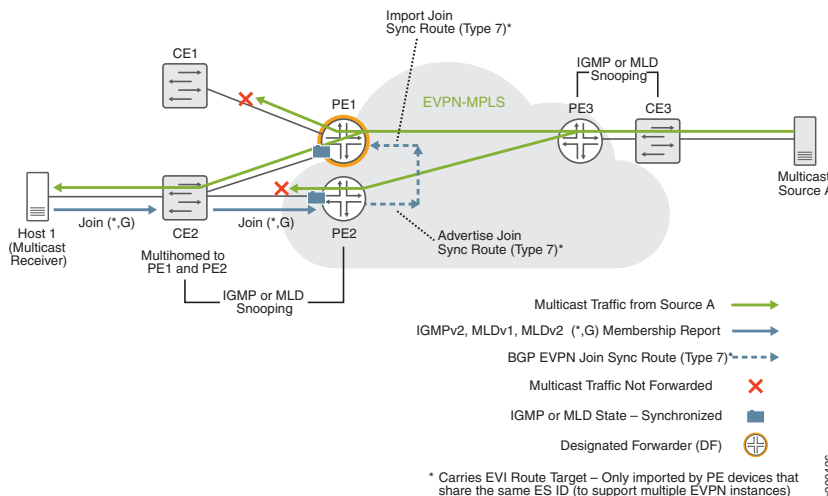 Import Join
Sync Route (Type 7)*
CE1
IGMP or MLD
Snooping
PE1
EVPN-MPLS
PE3
CE3
Multicast
Source A
Join (*,G)
Join (*,G)
Host 1
(Multicast
Receiver)
CE2
PE2
Advertise Join
Sync Route (Type 7)*
Multihomed to
PE1 and PE2
IGMP or MLD
Snooping
Multicast Traffic from Source A
IGMPv2, MLDv1, MLDv2 (*,G) Membership Report
BGP EVPN Join Sync Route (Type 7)*
Multicast Traffic Not Forwarded
IGMP or MLD State – Synchronized
Designated Forwarder (DF)
* Carries EVI Route Target – Only imported by PE devices that
share the same ES ID (to support multiple EVPN instances)